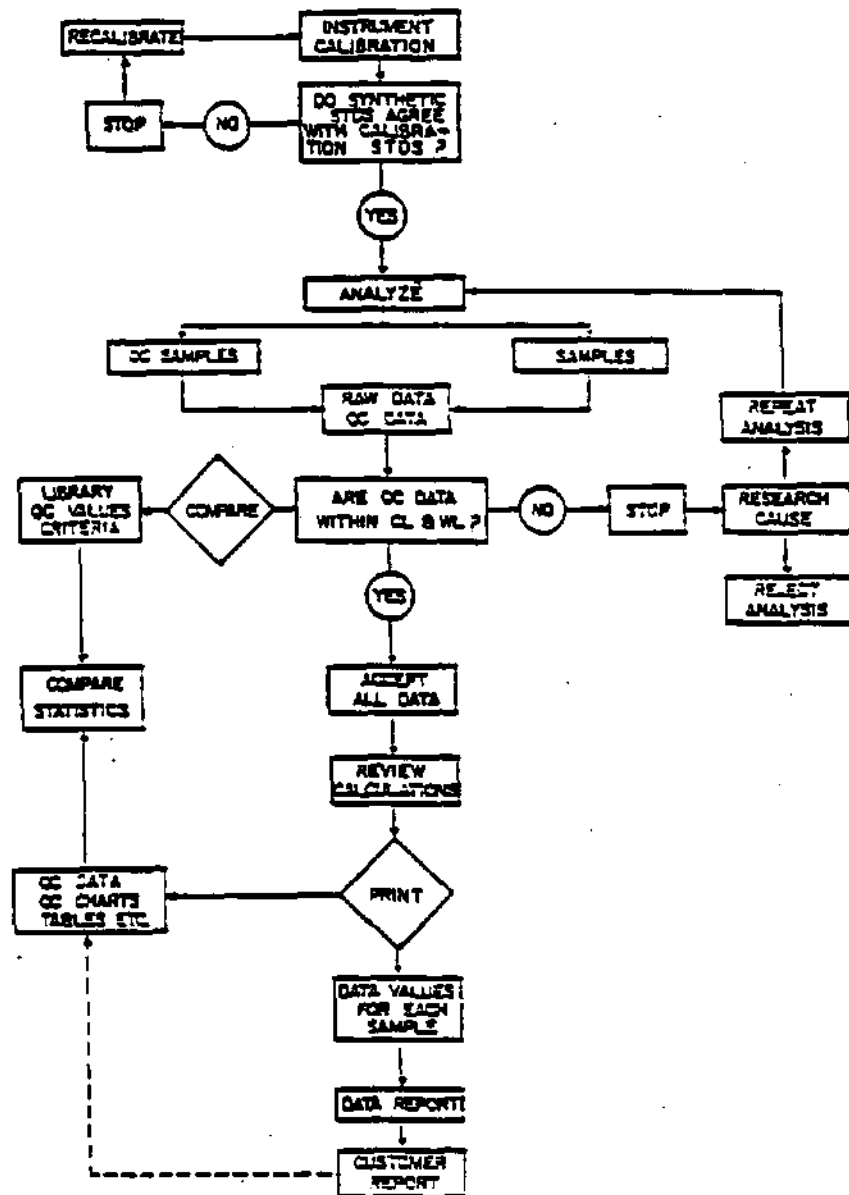 RECALIBRATE
INSTRUMENT
CALIBRATION
STOP
NO
DO SYNTHETIC
STDS AGREE
WITH CALIBRA-
TION STDS ?
YES
ANALYZE
QC SAMPLES
SAMPLES
RAW DATA
QC DATA
REPEAT
ANALYSIS
LIBRARY
QC VALUES
CRITERIA
COMPARE
ARE QC DATA
WITHIN CL & WL ?
NO
STOP
RESEARCH
CAUSE
YES
REJECT
ANALYSIS
COMPARE
STATISTICS
ACCEPT
ALL DATA
REVIEW
CALCULATIONS
QC DATA
QC CHARTS
TABLES ETC.
PRINT
DATA VALUES
FOR EACH
SAMPLE
DATA REPORT
CUSTOMER
REPORT